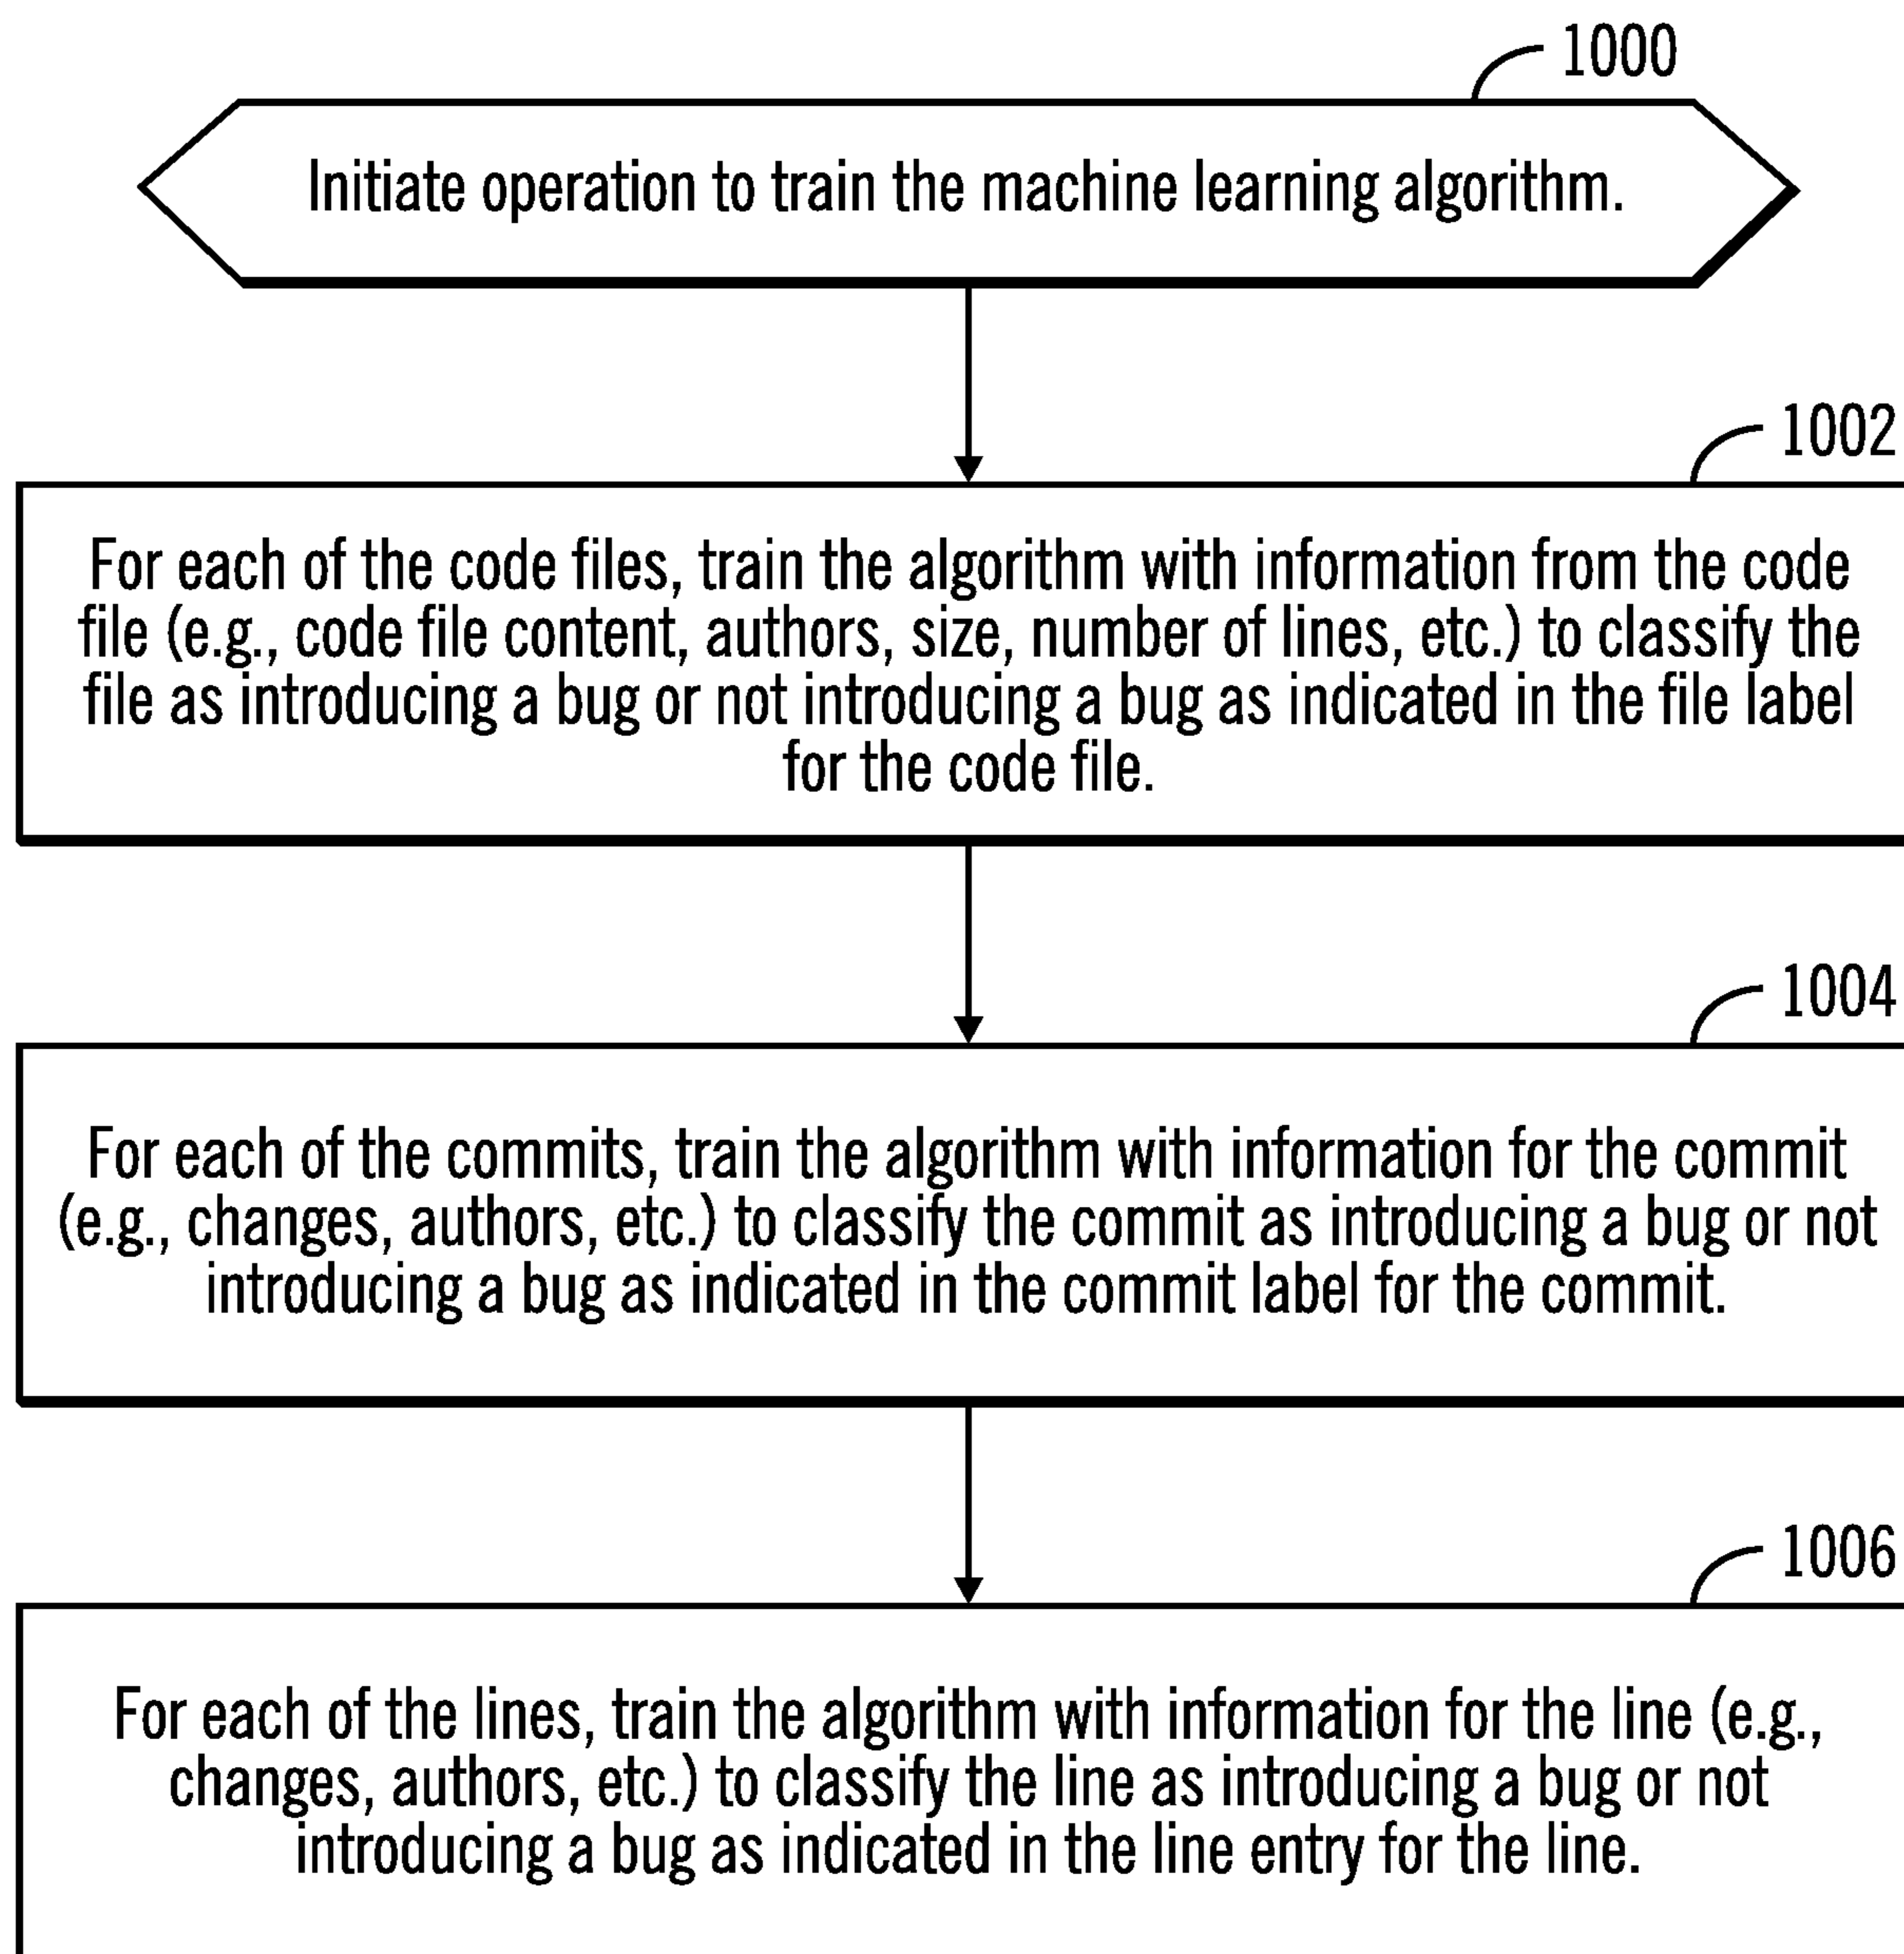 1000
Initiate operation to train the machine learning algorithm.
1002
For each of the code files, train the algorithm with information from the code
file (e.g., code file content, authors, size, number of lines, etc.) to classify the
file as introducing a bug or not introducing a bug as indicated in the file label
for the code file.
1004
For each of the commits, train the algorithm with information for the commit
(e.g., changes, authors, etc.) to classify the commit as introducing a bug or not
introducing a bug as indicated in the commit label for the commit.
1006
For each of the lines, train the algorithm with information for the line (e.g.,
changes, authors, etc.) to classify the line as introducing a bug or not
introducing a bug as indicated in the line entry for the line.